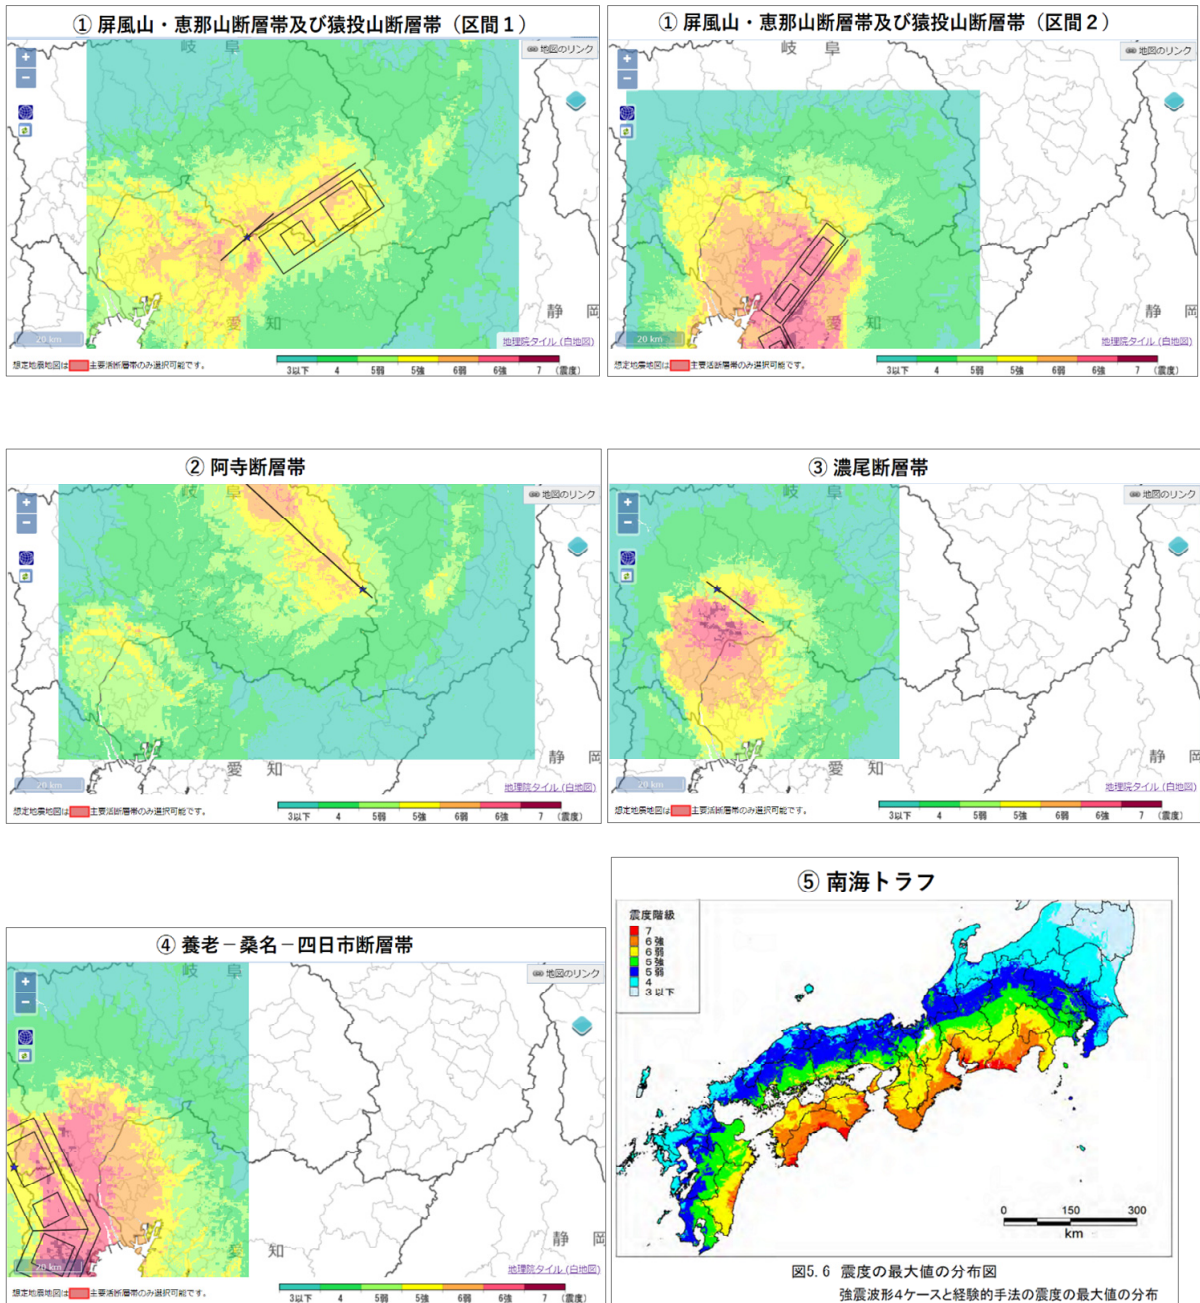 ① 屏風山・恵那山断層帯及び猿投山断層帯（区間１）
岐 阜
+
−
地図のリンク
静 岡
愛 知
20 km
地理院タイル (白地図)
想定地震地図は 主要活断層帯のみ選択可能です。
3以下 4 5弱 5強 6弱 6強 7 (震度)
① 屏風山・恵那山断層帯及び猿投山断層帯（区間２）
岐 阜
+
−
地図のリンク
静 岡
愛 知
20 km
地理院タイル (白地図)
想定地震地図は 主要活断層帯のみ選択可能です。
3以下 4 5弱 5強 6弱 6強 7 (震度)
② 阿寺断層帯
岐 阜
+
−
地図のリンク
静 岡
愛 知
20 km
地理院タイル (白地図)
想定地震地図は 主要活断層帯のみ選択可能です。
3以下 4 5弱 5強 6弱 6強 7 (震度)
③ 濃尾断層帯
岐 阜
+
−
地図のリンク
静 岡
愛 知
20 km
地理院タイル (白地図)
想定地震地図は 主要活断層帯のみ選択可能です。
3以下 4 5弱 5強 6弱 6強 7 (震度)
④ 養老－桑名－四日市断層帯
岐 阜
+
−
地図のリンク
静 岡
愛 知
20 km
地理院タイル (白地図)
想定地震地図は 主要活断層帯のみ選択可能です。
3以下 4 5弱 5強 6弱 6強 7 (震度)
⑤ 南海トラフ
震度階級
7
6強
6弱
5強
5弱
4
3以下
0 150 300
km
図5.6 震度の最大値の分布図
強震波形4ケースと経験的手法の震度の最大値の分布